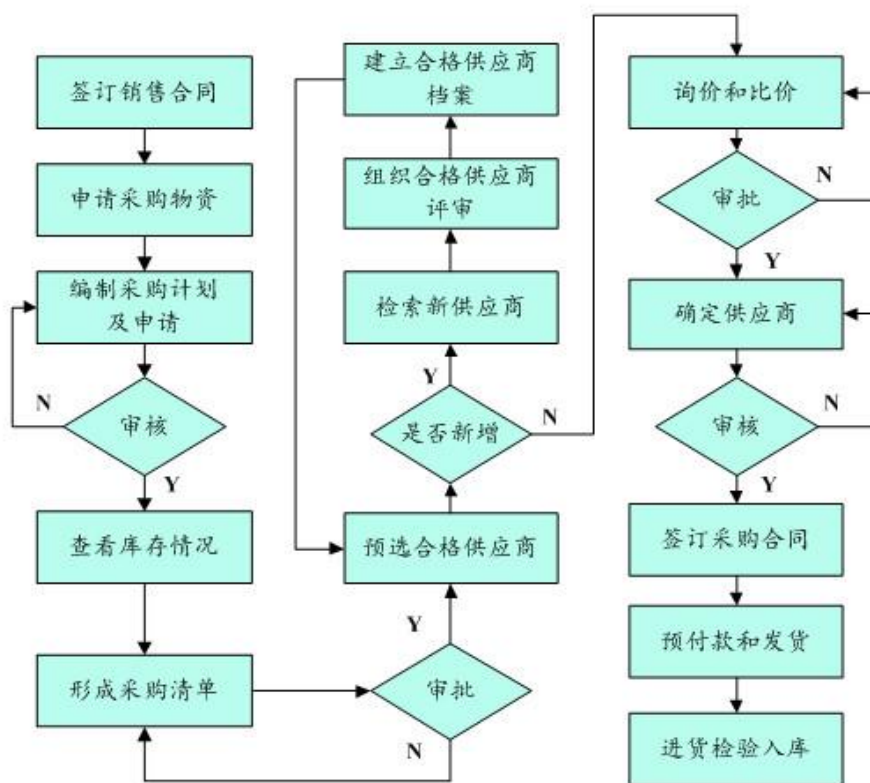 签订销售合同
申请采购物资
编制采购计划
及申请
N
审核
Y
查看库存情况
形成采购清单
建立合格供应商
档案
组织合格供应商
评审
检索新供应商
Y
是否新增
N
预选合格供应商
Y
审批
N
询价和比价
N
审批
Y
确定供应商
N
审核
Y
签订采购合同
预付款和发货
进货检验入库